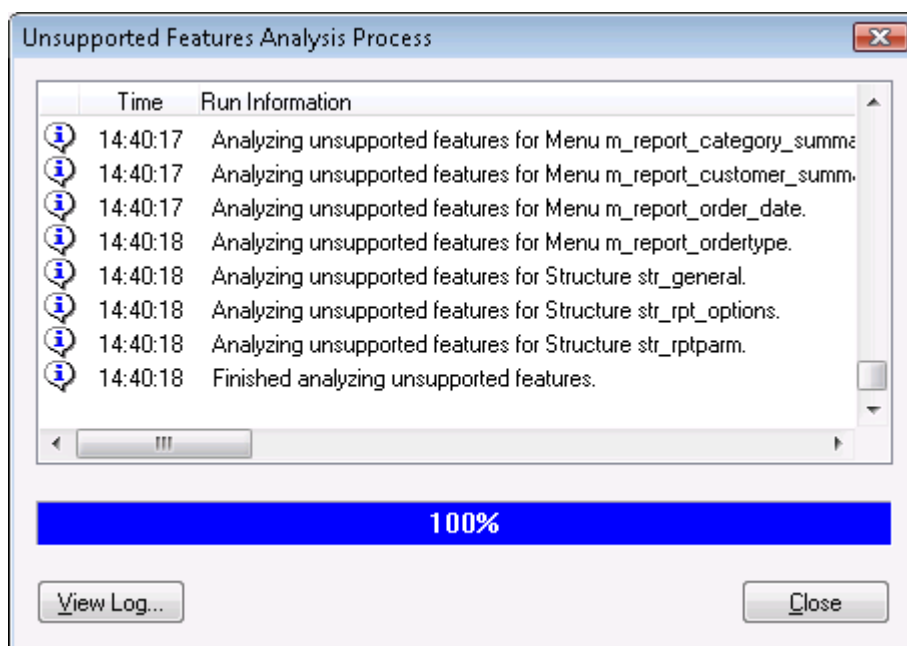 Unsupported Features Analysis Process
Time Run Information
14:40:17 Analyzing unsupported features for Menu m_report_category_summa
14:40:17 Analyzing unsupported features for Menu m_report_customer_summ
14:40:17 Analyzing unsupported features for Menu m_report_order_date.
14:40:18 Analyzing unsupported features for Menu m_report_ordertype.
14:40:18 Analyzing unsupported features for Structure str_general.
14:40:18 Analyzing unsupported features for Structure str_rpt_options.
14:40:18 Analyzing unsupported features for Structure str_rptparm.
14:40:18 Finished analyzing unsupported features.
100%
View Log... Close